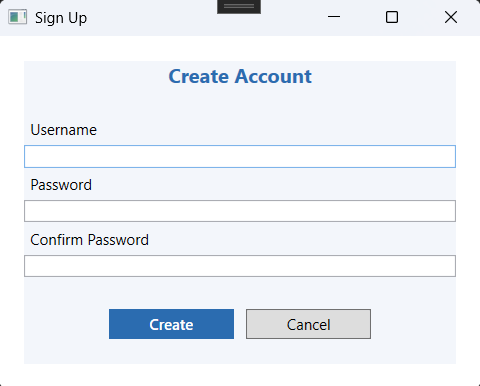 Sign Up
Create Account
Username
Password
Confirm Password
Create Cancel